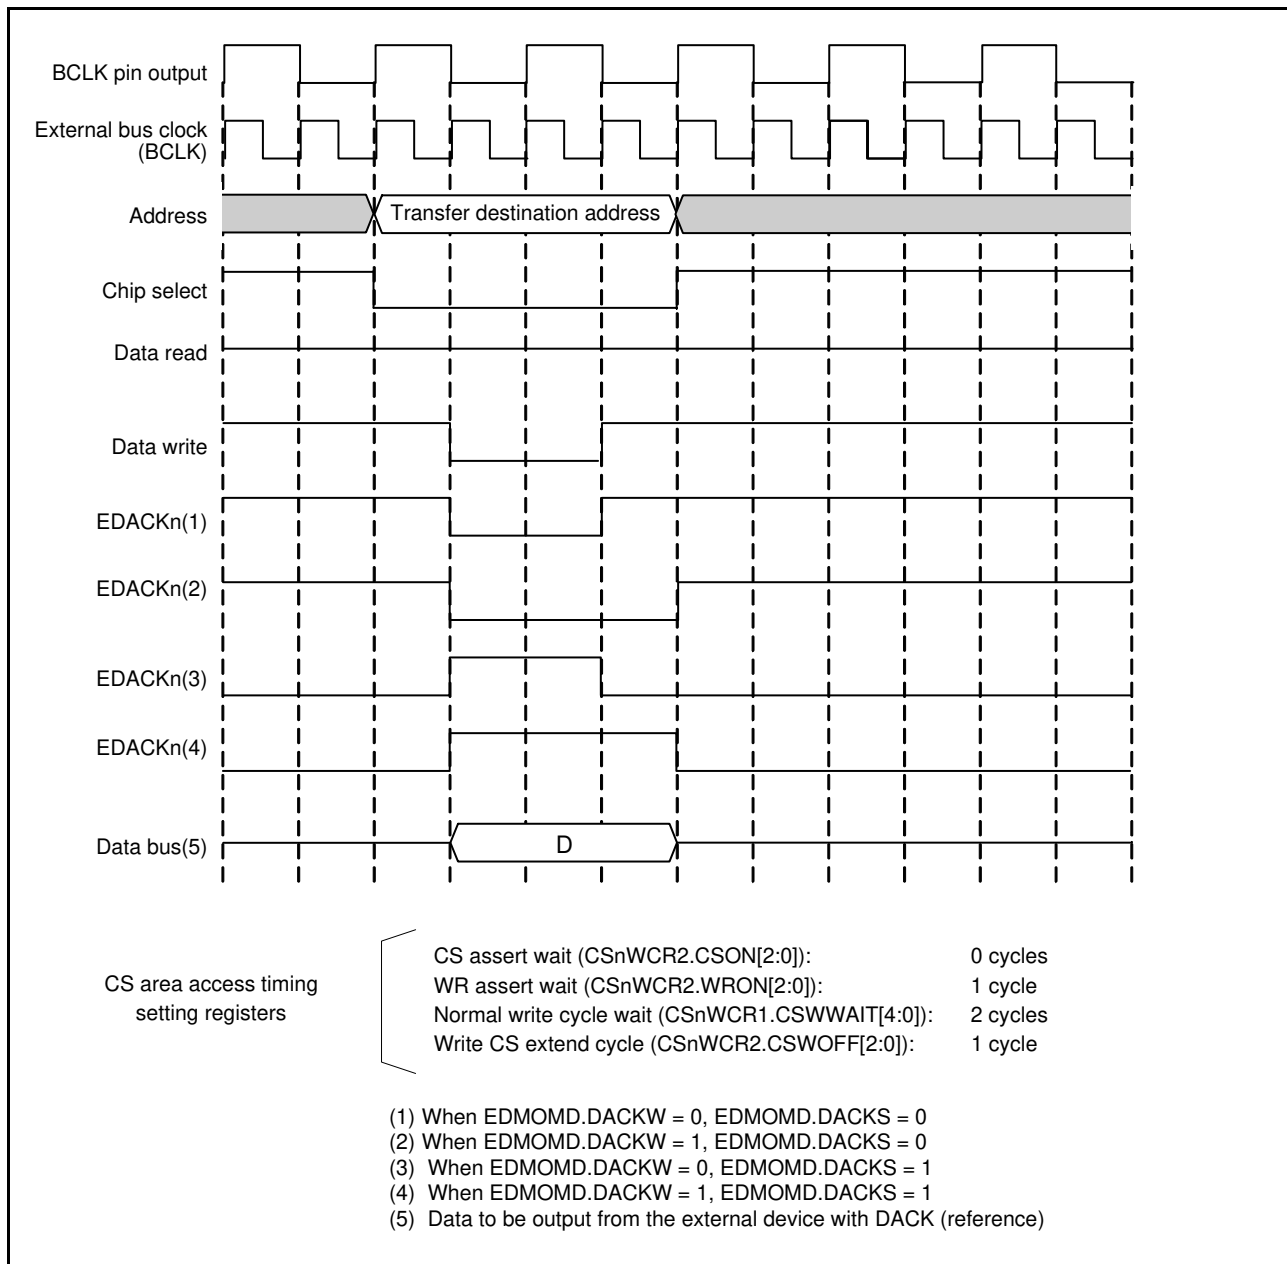 BCLK pin output
External bus clock
(BCLK)
Address
Transfer destination address
Chip select
Data read
Data write
EDACKn(1)
EDACKn(2)
EDACKn(3)
EDACKn(4)
Data bus(5)
D
CS area access timing
setting registers
CS assert wait (CSnWCR2.CSON[2:0]): 0 cycles
WR assert wait (CSnWCR2.WRON[2:0]): 1 cycle
Normal write cycle wait (CSnWCR1.CSWWAIT[4:0]): 2 cycles
Write CS extend cycle (CSnWCR2.CSWOFF[2:0]): 1 cycle
(1) When EDMOMD.DACKW = 0, EDMOMD.DACKS = 0
(2) When EDMOMD.DACKW = 1, EDMOMD.DACKS = 0
(3) When EDMOMD.DACKW = 0, EDMOMD.DACKS = 1
(4) When EDMOMD.DACKW = 1, EDMOMD.DACKS = 1
(5) Data to be output from the external device with DACK (reference)